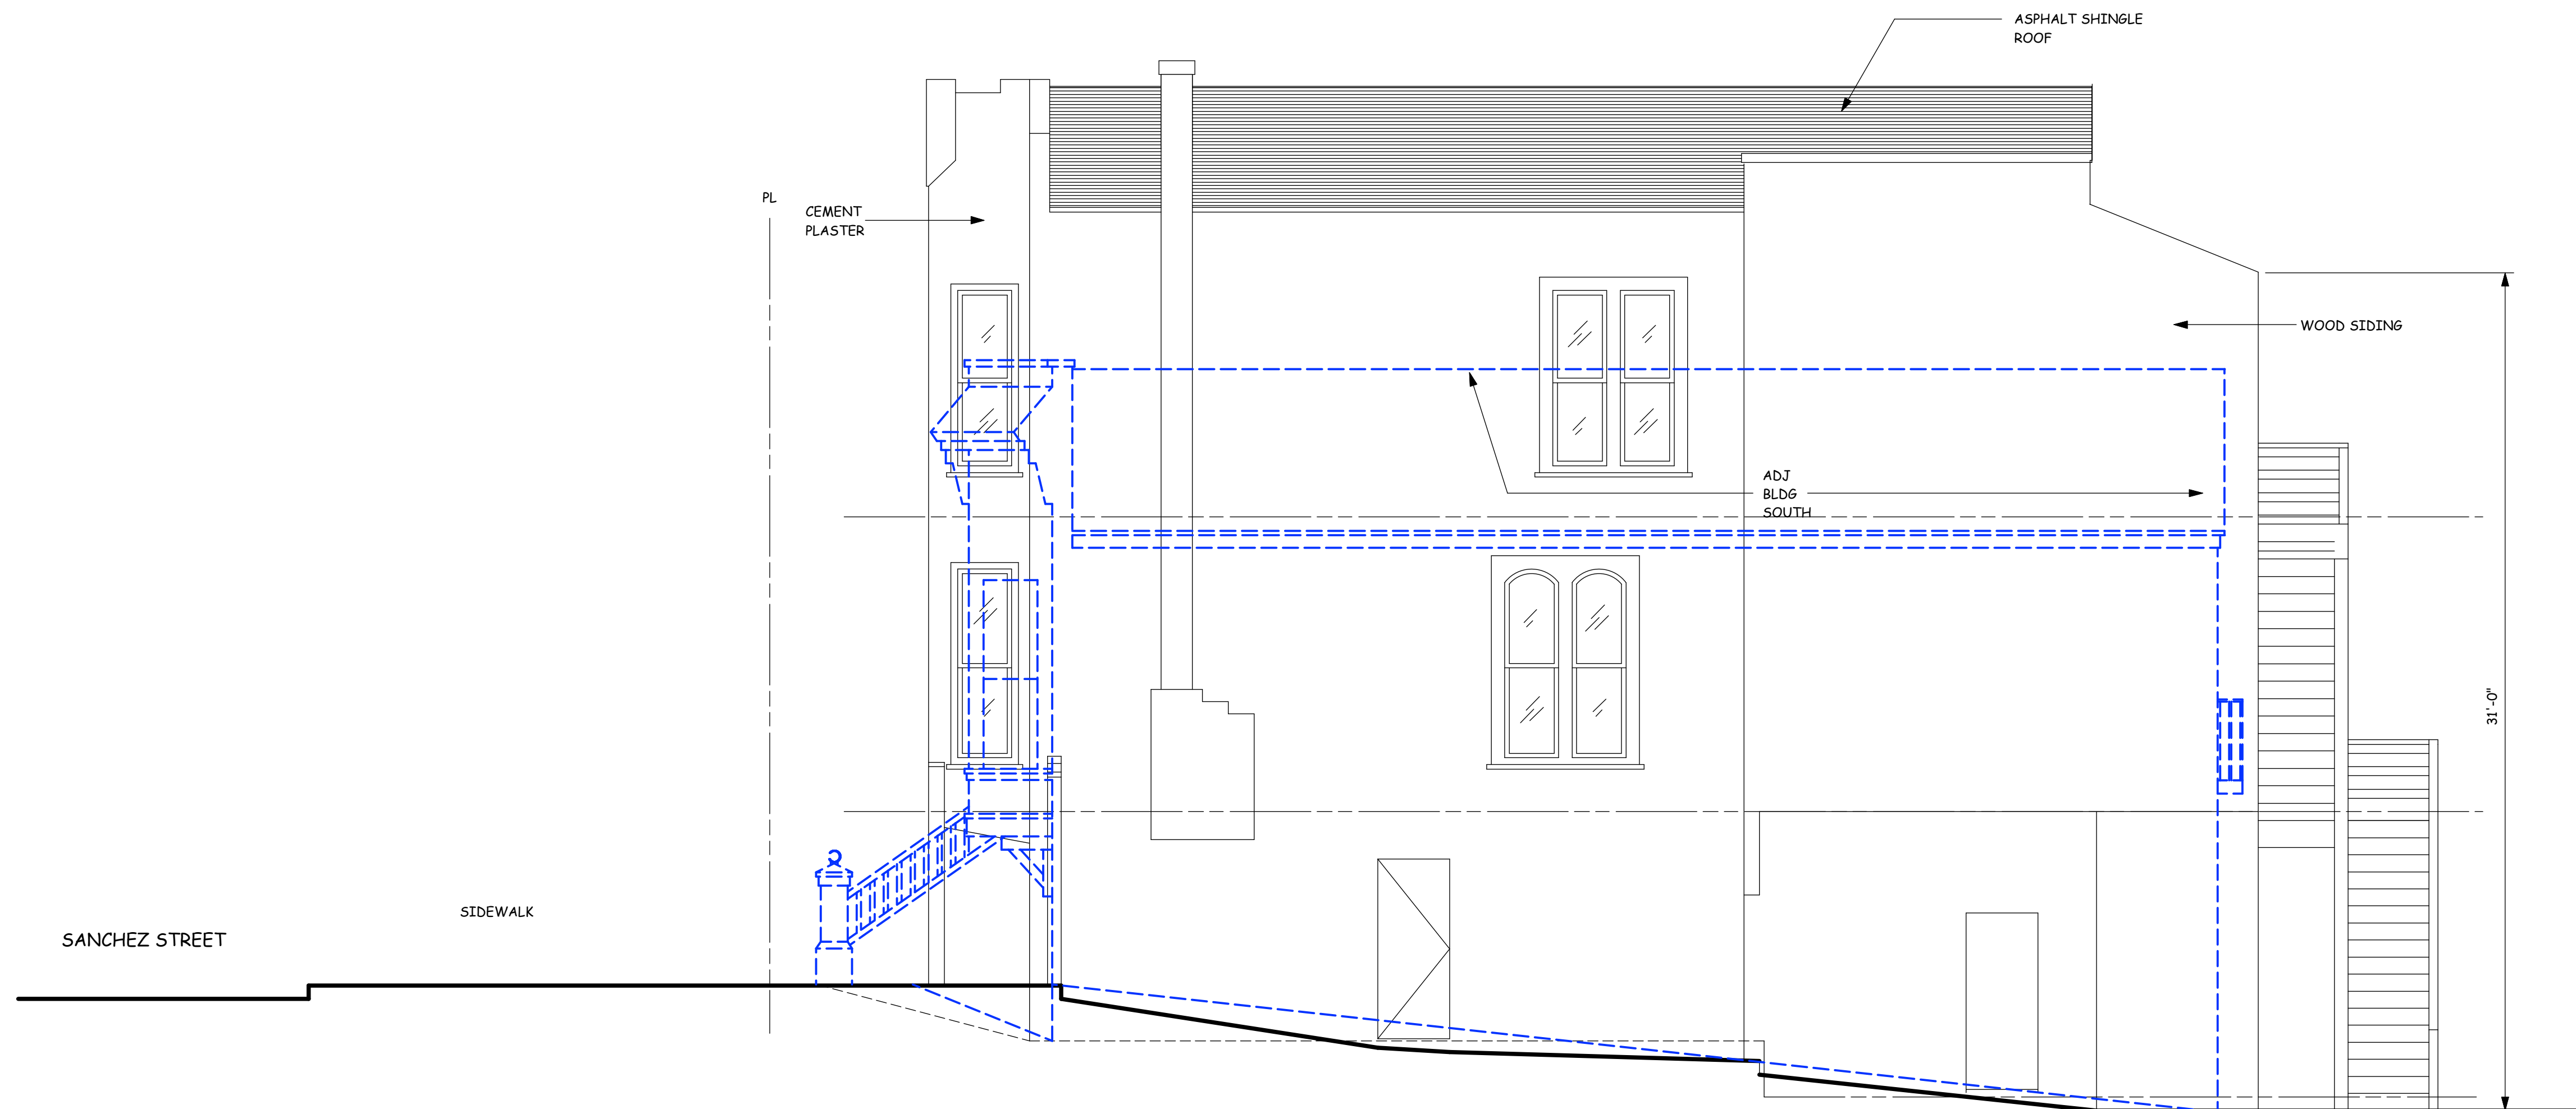 ASPHALT SHINGLE
ROOF
PL
CEMENT
PLASTER
WOOD SIDING
ADJ
BLDG
SOUTH
31'-0"
SIDEWALK
SANCHEZ STREET